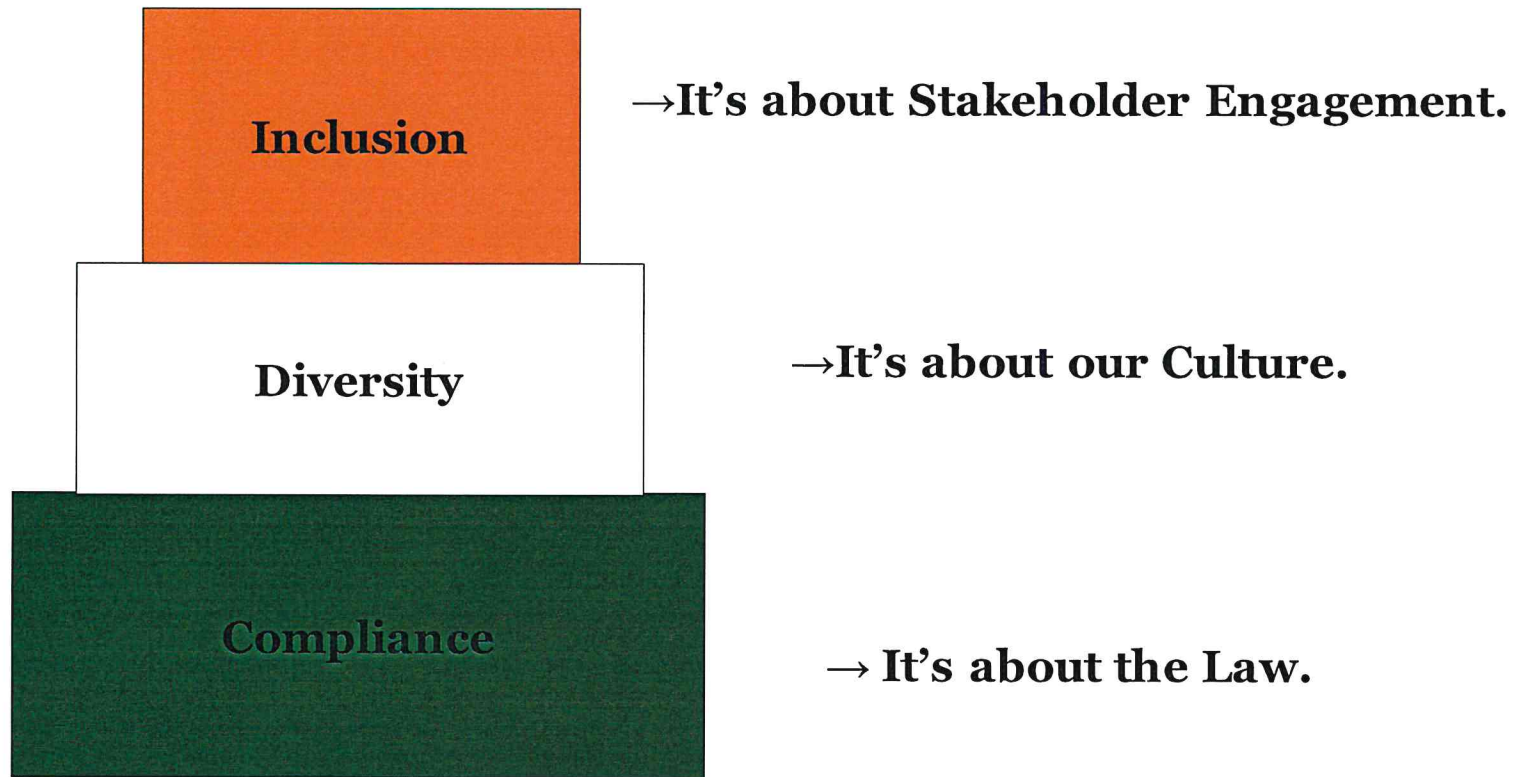 Inclusion
→It’s about Stakeholder Engagement.
Diversity
→It’s about our Culture.
Compliance
→ It’s about the Law.